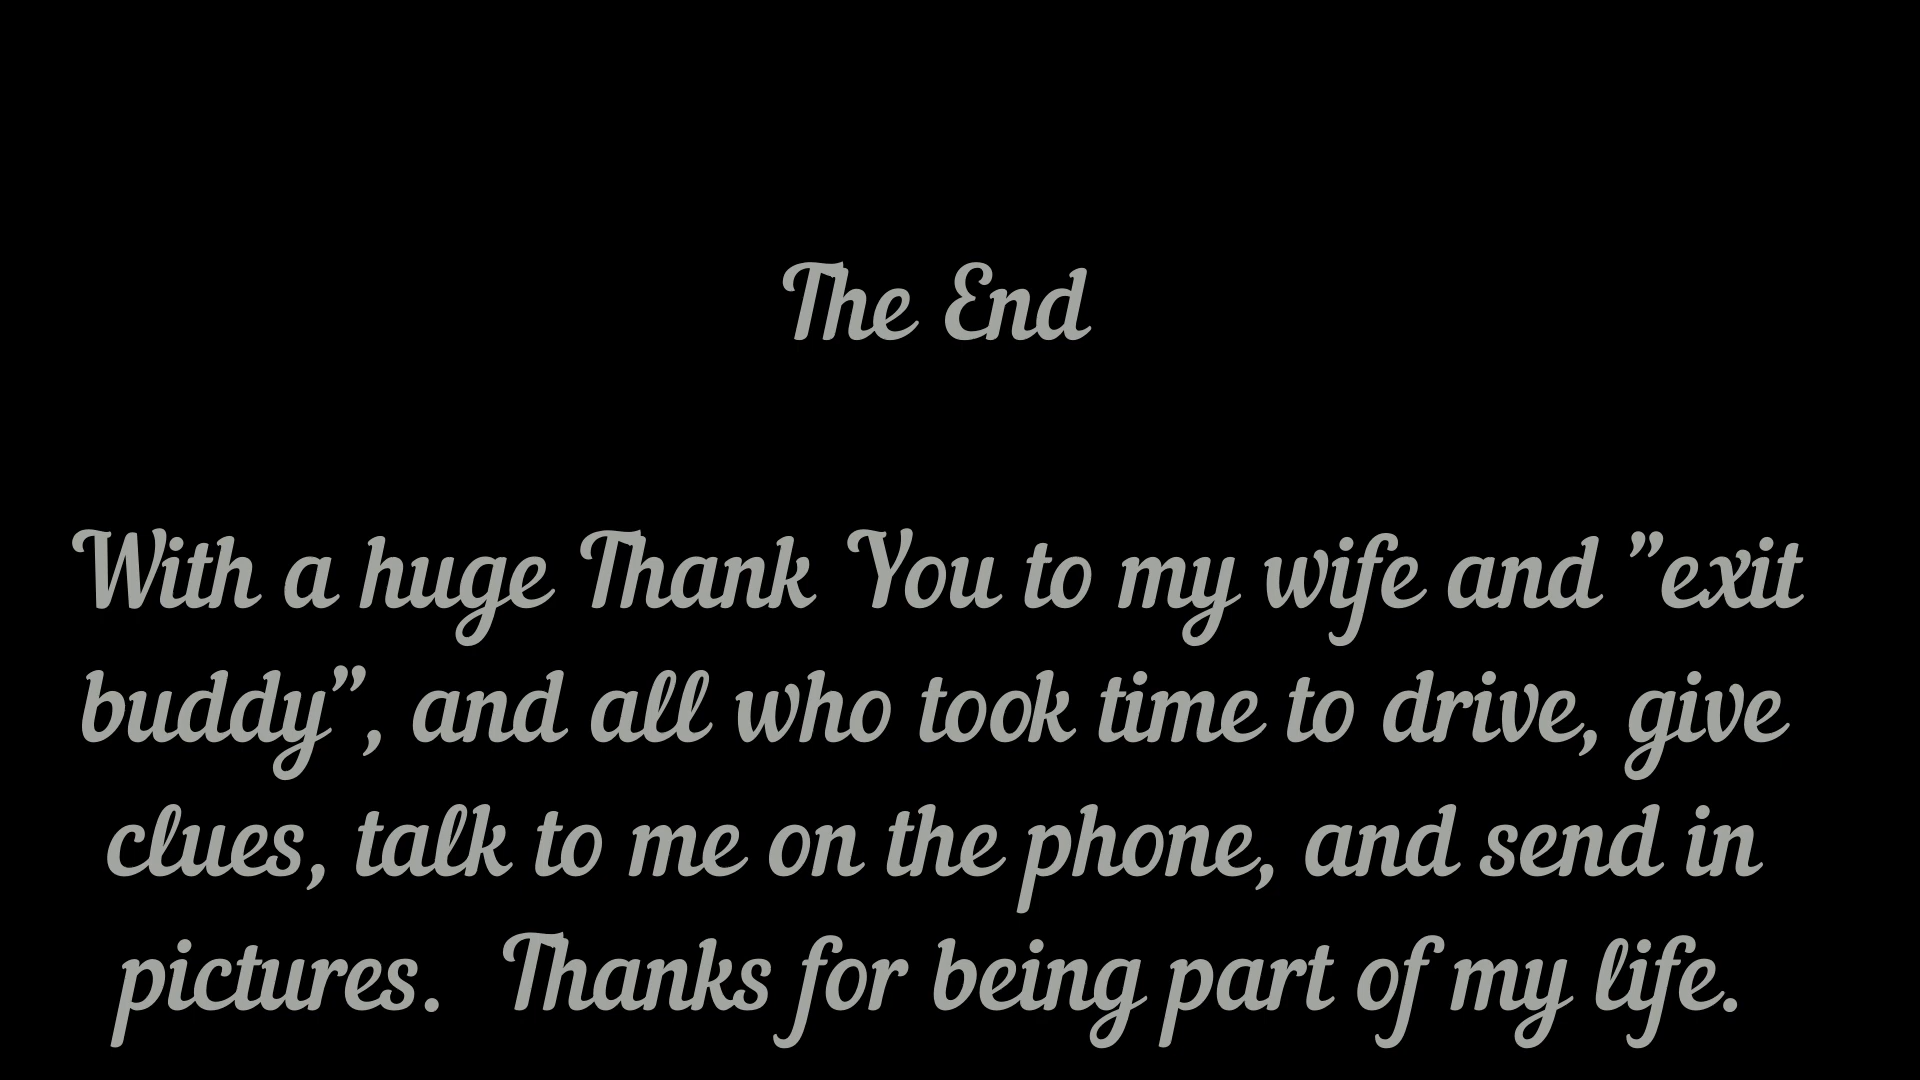 The End
With a huge Thank You to my wife and ”exit
buddy”, and all who took time to drive, give
clues, talk to me on the phone, and send in
pictures.  Thanks for being part of my life.